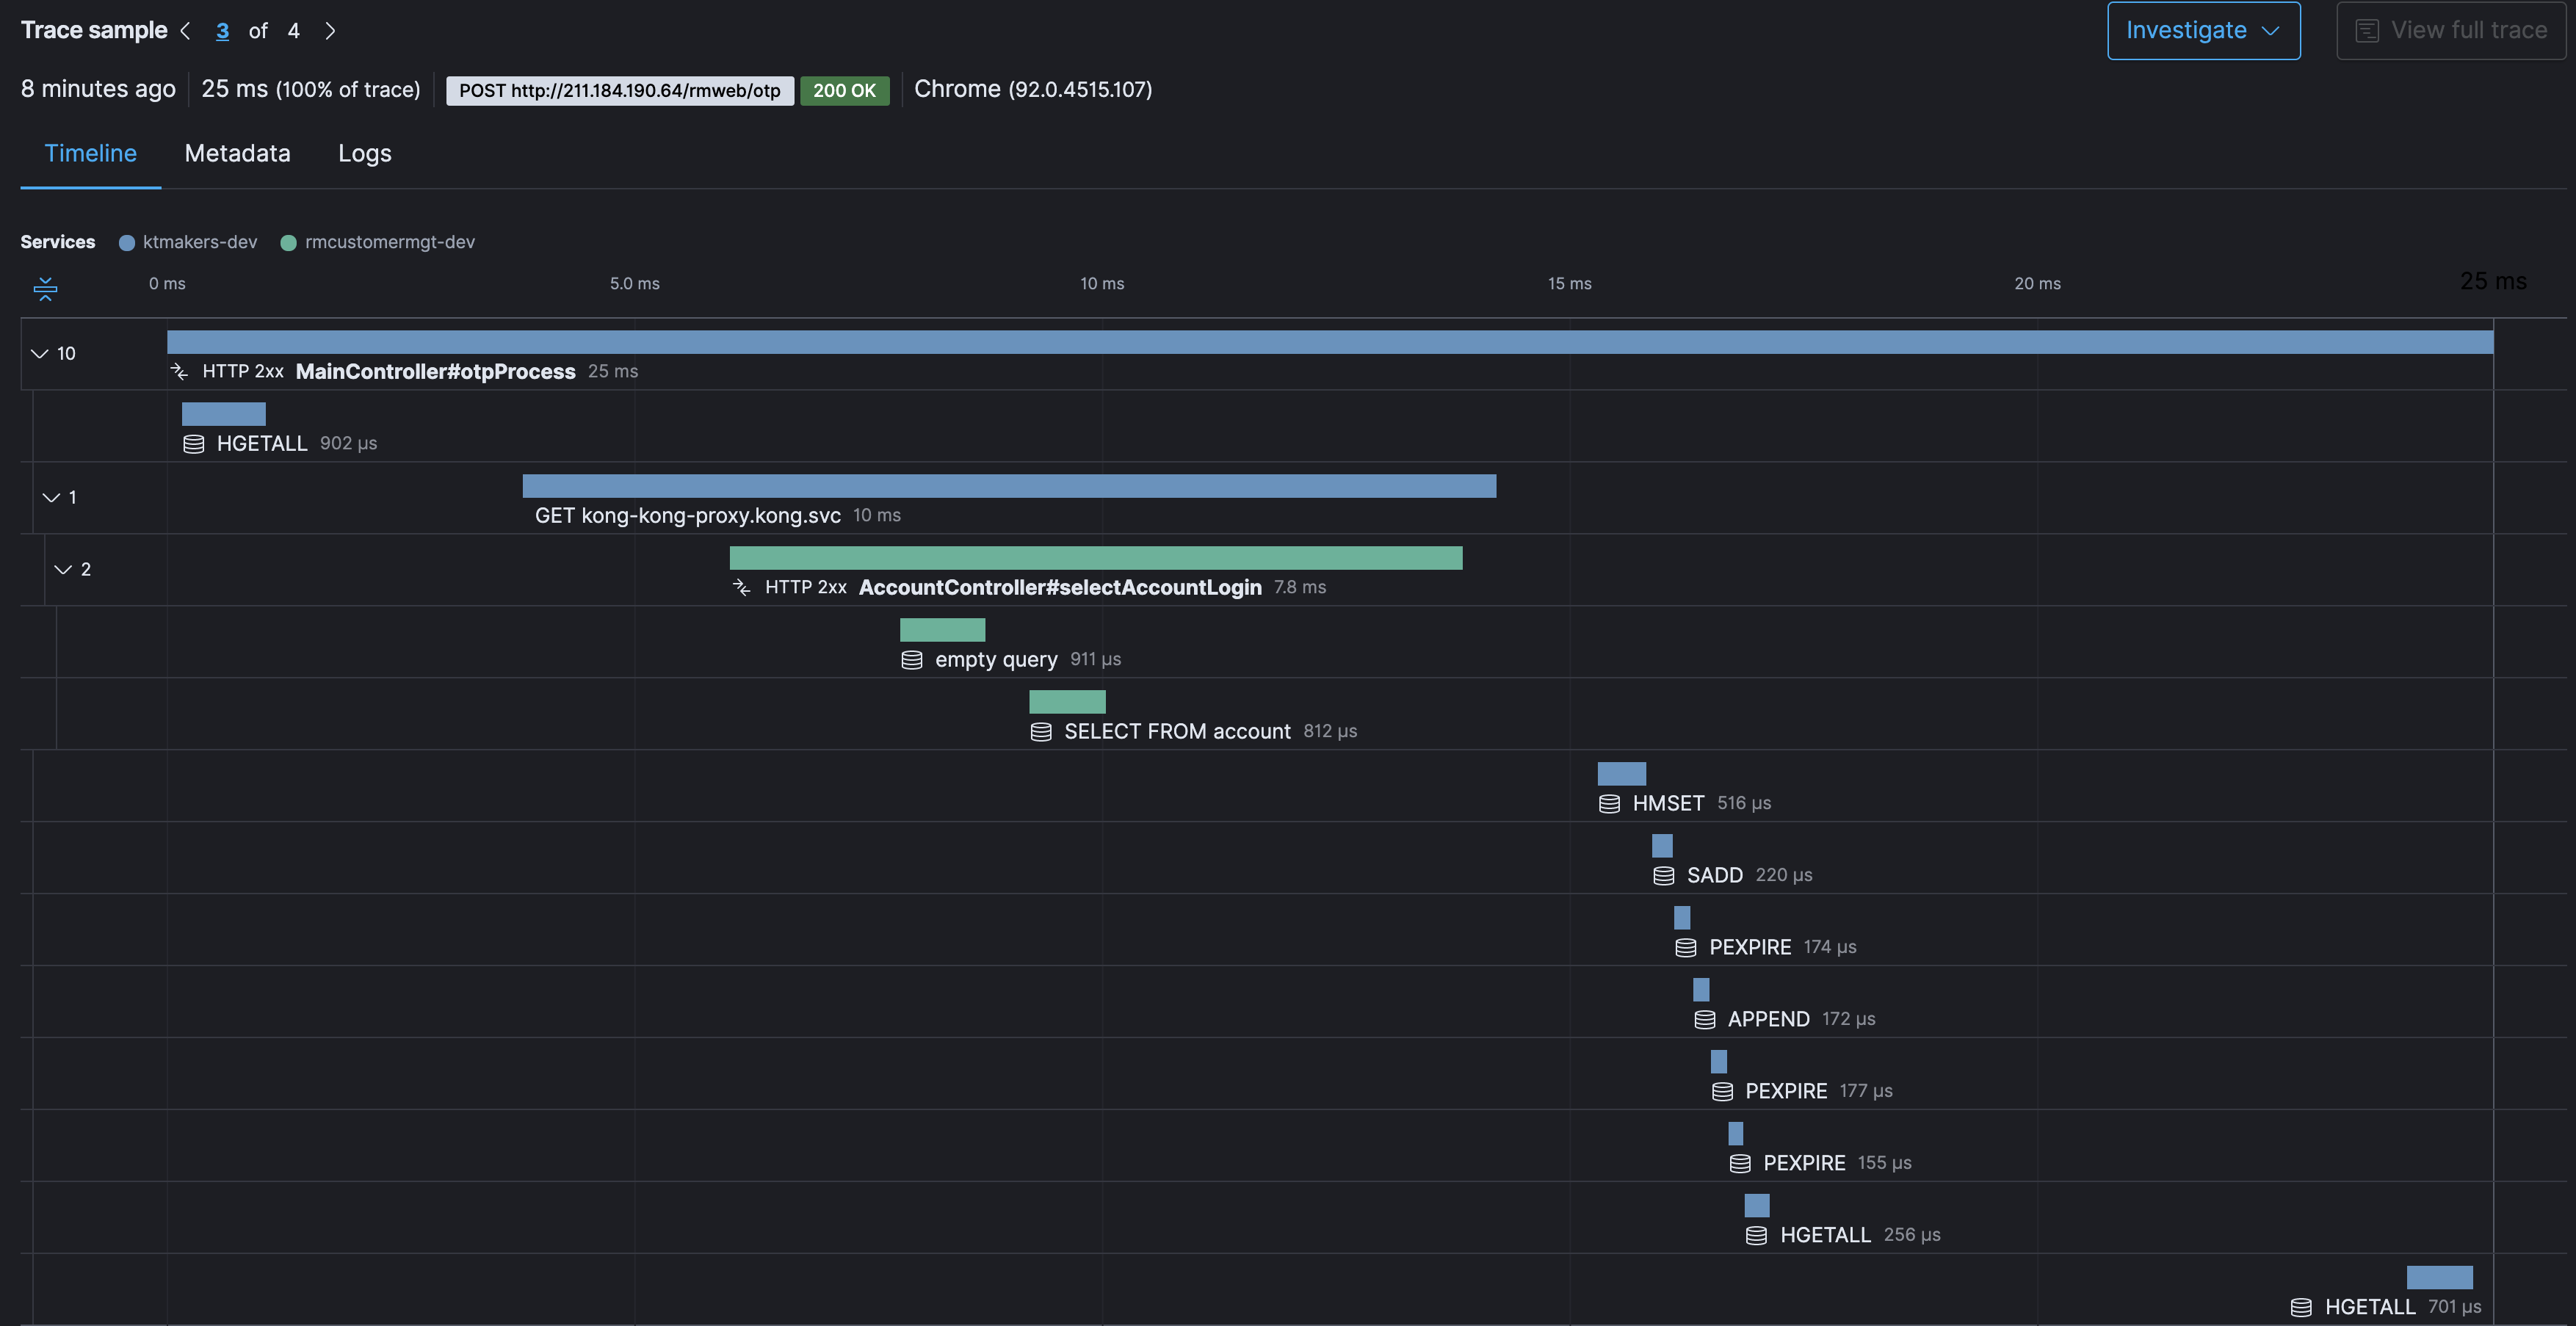 Trace sample < 3 of 4 >
Investigate
View full trace
8 minutes ago 25 ms (100% of trace) POST http://211.184.190.64/rmweb/otp 200 OK Chrome (92.0.4515.107)
Timeline Metadata Logs
Services ktmakers-dev rmcustomermgt-dev
0 ms 5.0 ms 10 ms 15 ms 20 ms 25 ms
10
HTTP 2xx MainController#otpProcess 25 ms
HGETALL 902 μs
1
GET kong-kong-proxy.kong.svc 10 ms
2
HTTP 2xx AccountController#selectAccountLogin 7.8 ms
empty query 911 μs
SELECT FROM account 812 μs
HMSET 516 μs
SADD 220 μs
PEXPIRE 174 μs
APPEND 172 μs
PEXPIRE 177 μs
PEXPIRE 155 μs
HGETALL 256 μs
HGETALL 701 μs